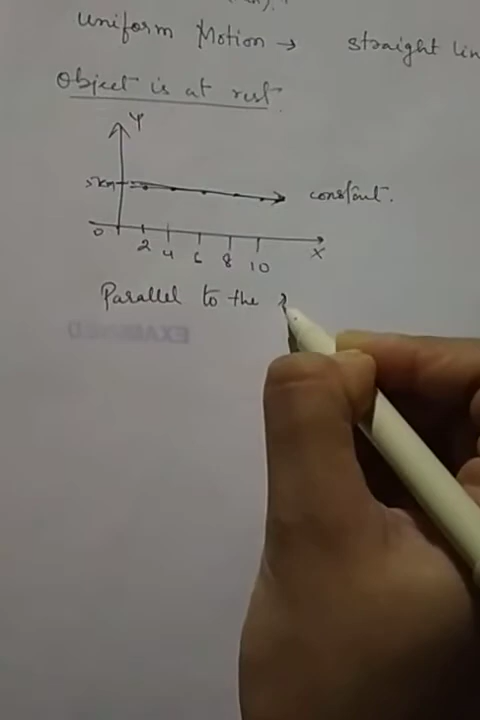 Uniform Motion → straight lin
Object is at rest.
Y
5km
constant.
0 2 4 6 8 10 X
Parallel to the
EXAMINED